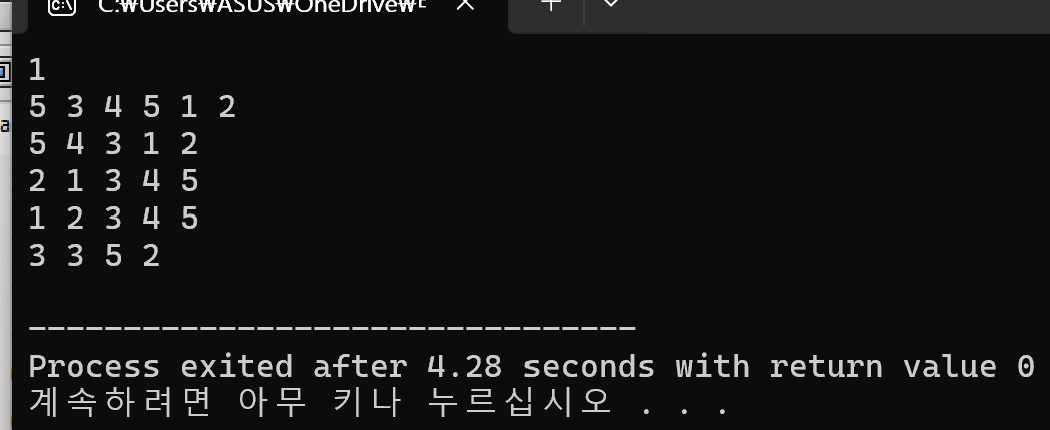 C:₩Users₩ASUS₩OneDrive₩
1
5 3 4 5 1 2
5 4 3 1 2
2 1 3 4 5
1 2 3 4 5
3 3 5 2
--------------------------------
Process exited after 4.28 seconds with return value 0
계속하려면 아무 키나 누르십시오 . . .